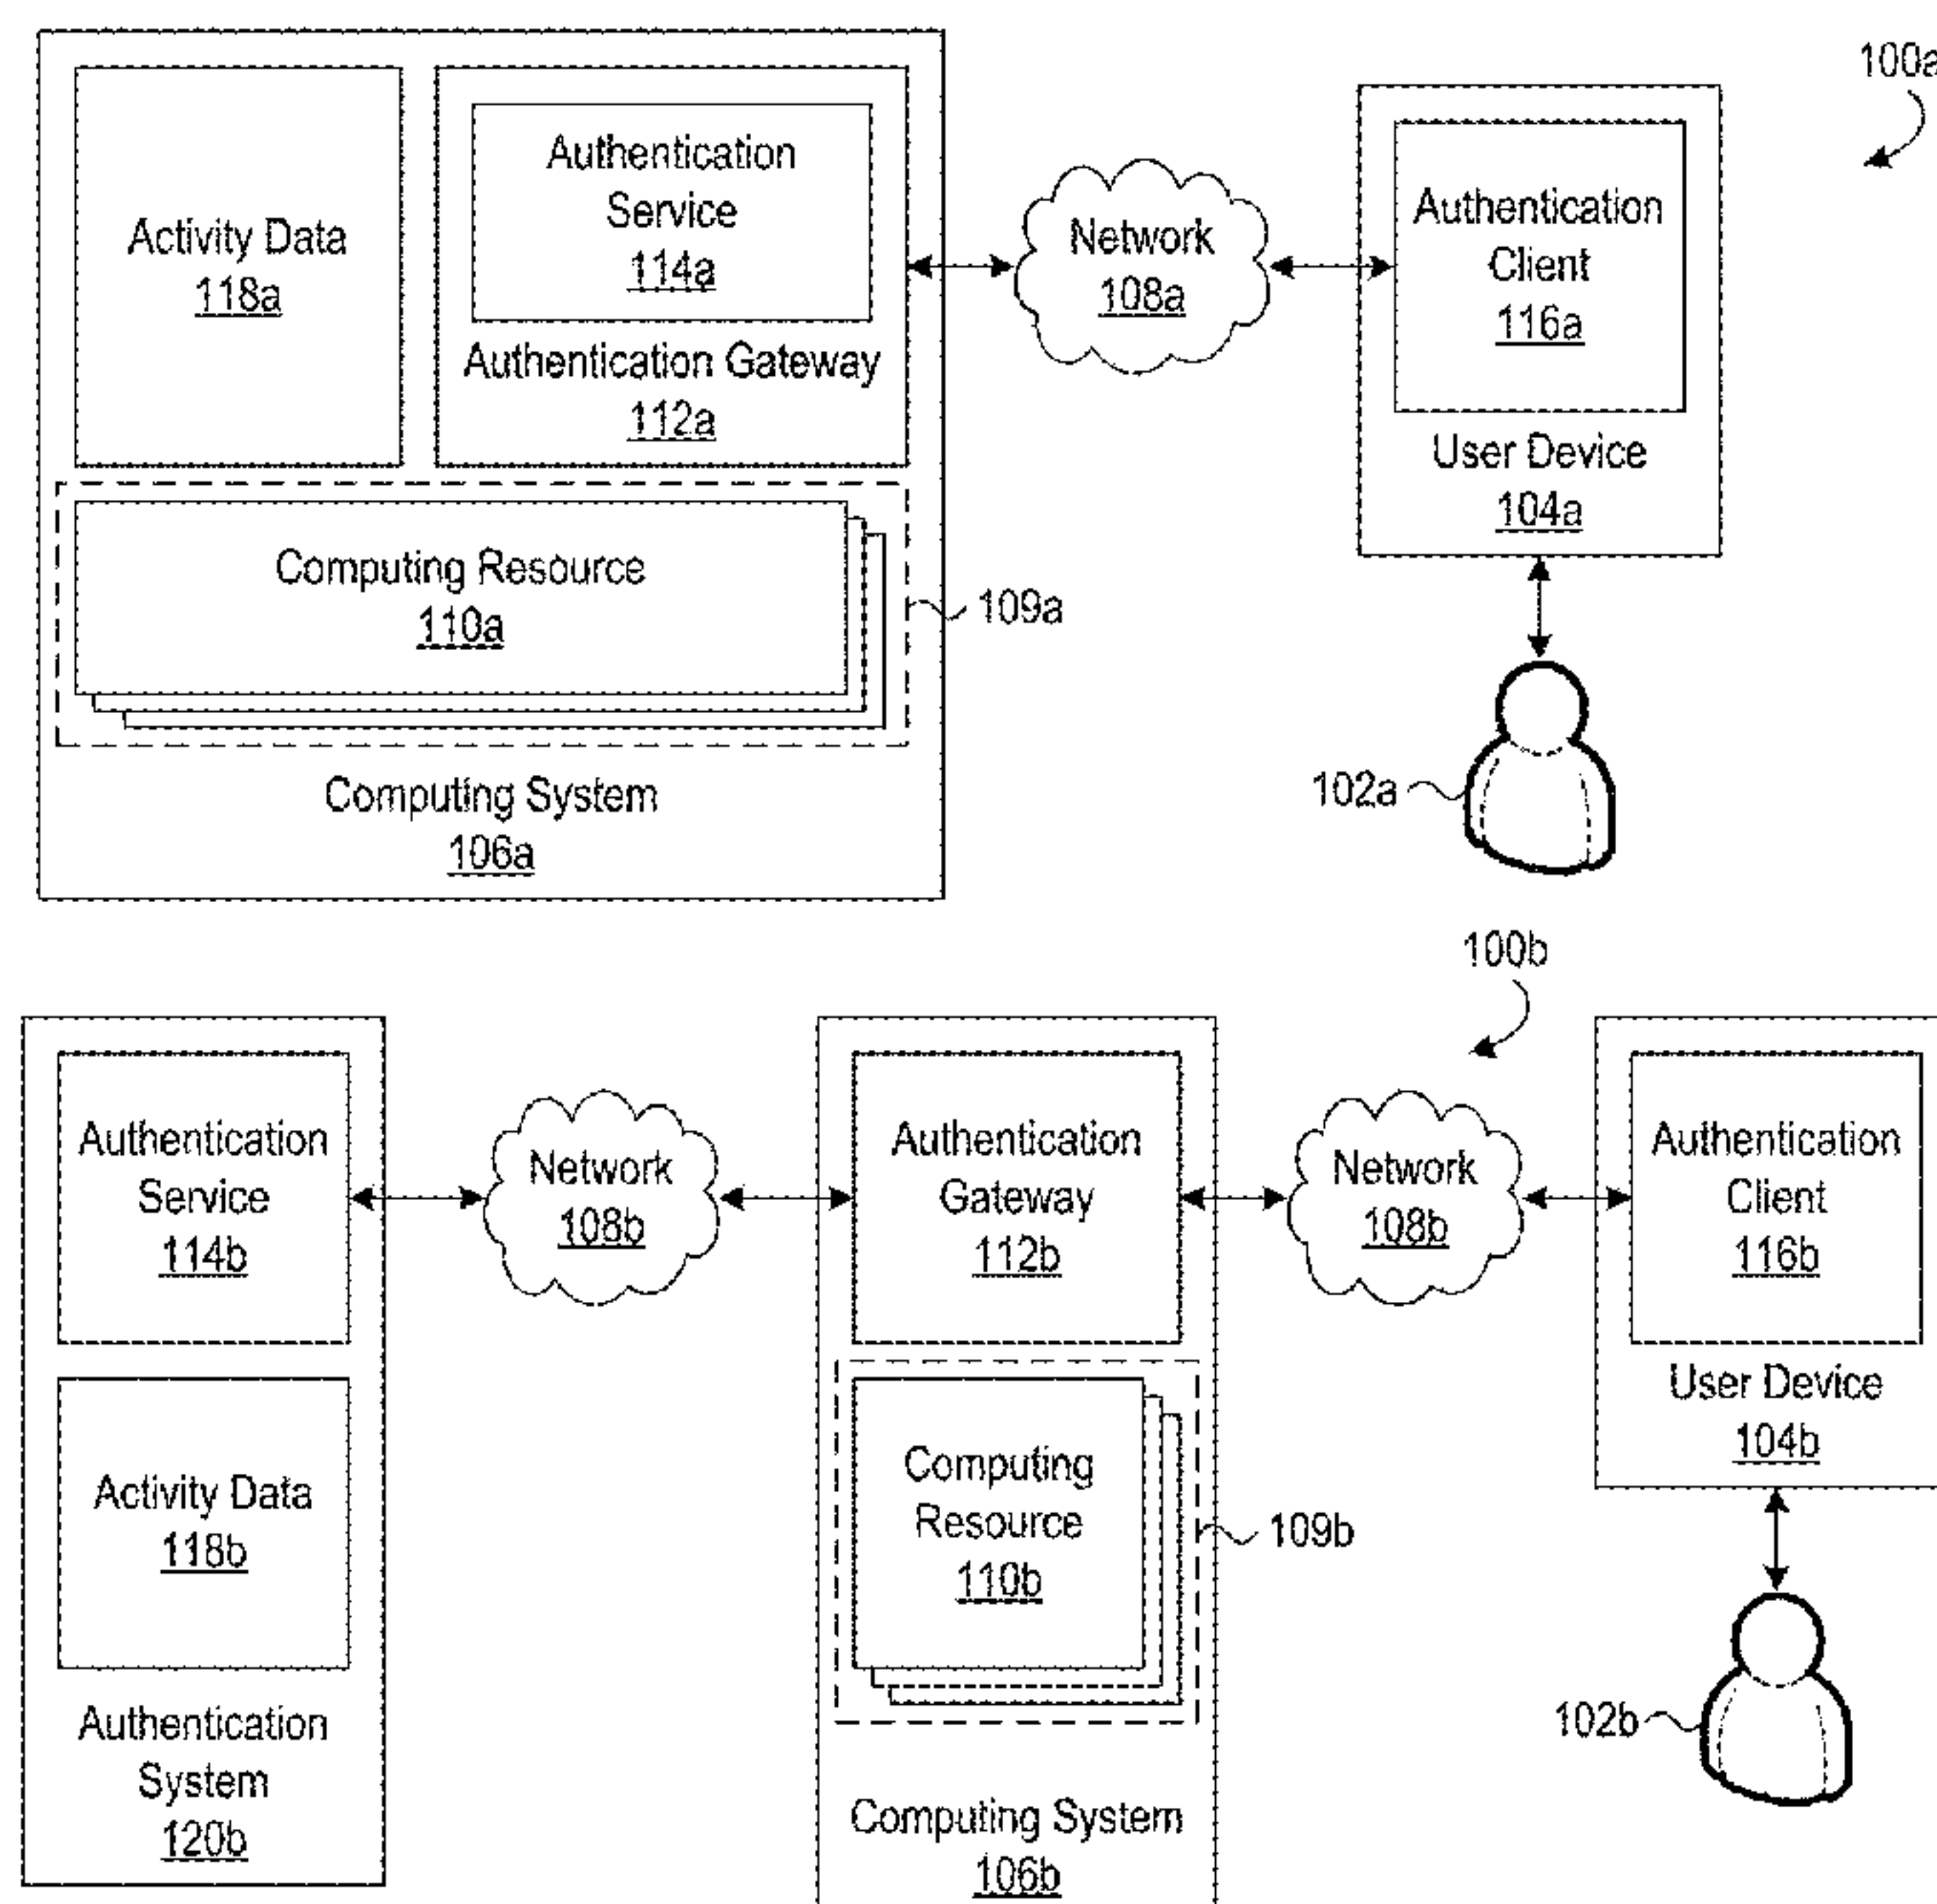 100a
Activity Data
118a
Authentication
Service
114a
Authentication Gateway
112a
Network
108a
Authentication
Client
116a
User Device
104a
Computing Resource
110a
109a
102a
Computing System
106a
100b
Authentication
Service
114b
Network
108b
Authentication
Gateway
112b
Network
108b
Authentication
Client
116b
User Device
104b
Activity Data
118b
Computing
Resource
110b
109b
102b
Authentication
System
120b
Computing System
106b